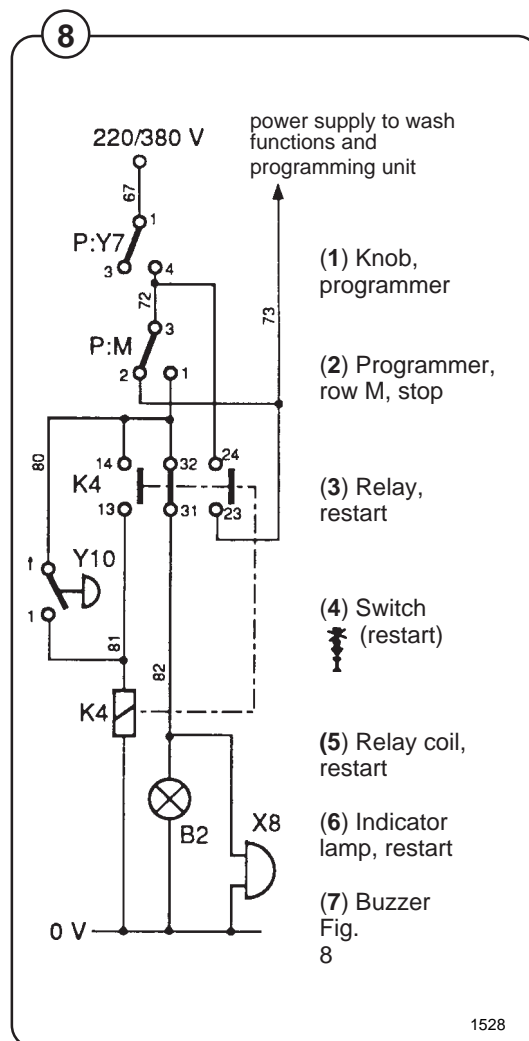 8
220/380 V
power supply to wash
functions and
programming unit
67
1
P:Y7
3
4
72
73
3
P:M
2
1
(1) Knob,
programmer
(2) Programmer,
row M, stop
80
14
32
24
K4
13
31
23
(3) Relay,
restart
Y10
1
1
81
82
(4) Switch
(restart)
K4
(5) Relay coil,
restart
B2
X8
(6) Indicator
lamp, restart
(7) Buzzer
Fig.
8
0 V
1528